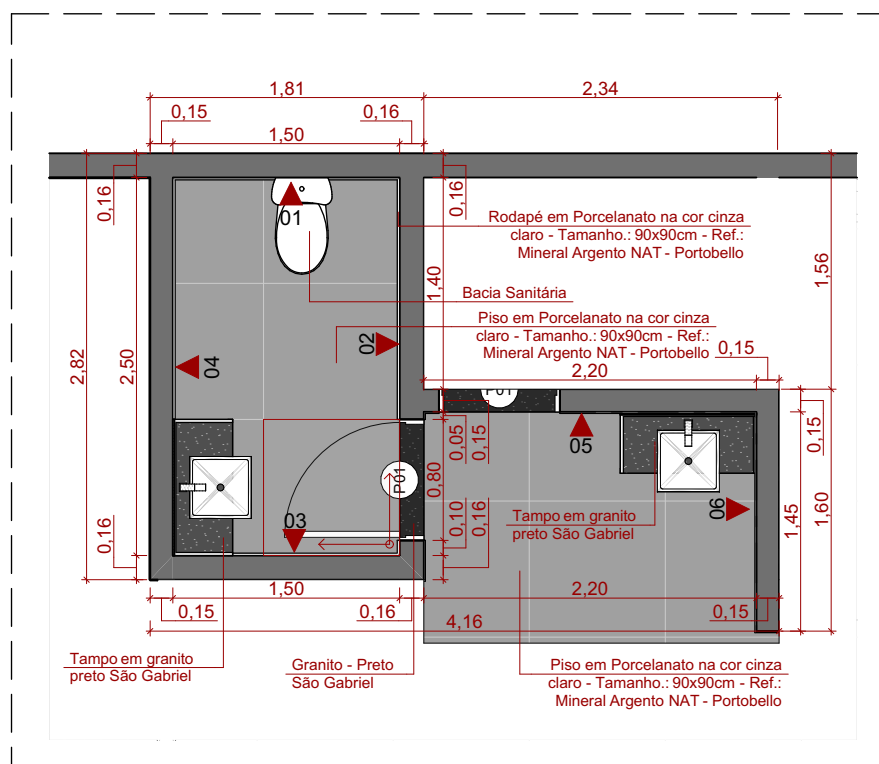 1,81
2,34
0,15
0,16
1,50
0,16
0,16
01
Rodapé em Porcelanato na cor cinza
claro - Tamanho.: 90x90cm - Ref.:
Mineral Argento NAT - Portobello
1,40
1,56
Bacia Sanitária
Piso em Porcelanato na cor cinza
claro - Tamanho.: 90x90cm - Ref.:
Mineral Argento NAT - Portobello
02
04
2,82
2,50
0,15
2,20
P01
05
0,05
0,15
0,15
0,80
P01
06
03
0,16
0,10
0,16
Tampo em granito
preto São Gabriel
1,45
1,60
1,50
2,20
0,15
0,16
0,15
4,16
Tampo em granito
preto São Gabriel
Granito - Preto
São Gabriel
Piso em Porcelanato na cor cinza
claro - Tamanho.: 90x90cm - Ref.:
Mineral Argento NAT - Portobello